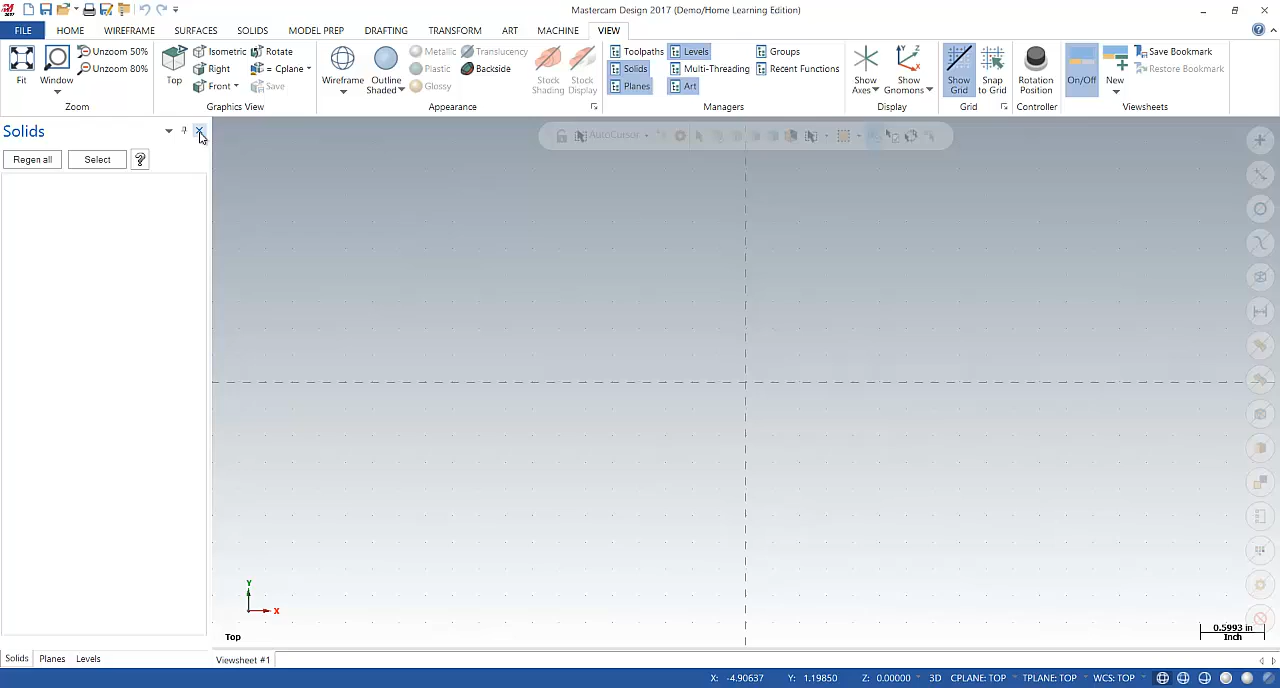 2017
Mastercam Design 2017 (Demo/Home Learning Edition)
FILE HOME WIREFRAME SURFACES SOLIDS MODEL PREP DRAFTING TRANSFORM ART MACHINE VIEW
Fit
Window
Unzoom 50%
Unzoom 80%
Zoom
Top
Isometric
Right
Front
Rotate
Explore
Save
Graphics View
Wireframe
Outline
Shaded
Metallic
Plastic
Glossy
Translucency
Backside
Stock
Shading
Stock
Display
Appearance
Toolpaths
Solids
Planes
Levels
Multi-Threading
Art
Groups
Recent Functions
Managers
Show
Axes
Show
Gnomons
Display
Show
Grid
Snap
to Grid
Grid
Rotation
Position
Controller
On/Off
New
Save Bookmark
Restore Bookmark
Viewsheets
Solids
Regen all Select ?
AutoCursor
Y
X
Top
0.5993 in
Inch
Solids Planes Levels
Viewsheet #1
X: -4.90637 Y: 1.19850 Z: 0.00000 3D CPLANE: TOP TPLANE: TOP WCS: TOP